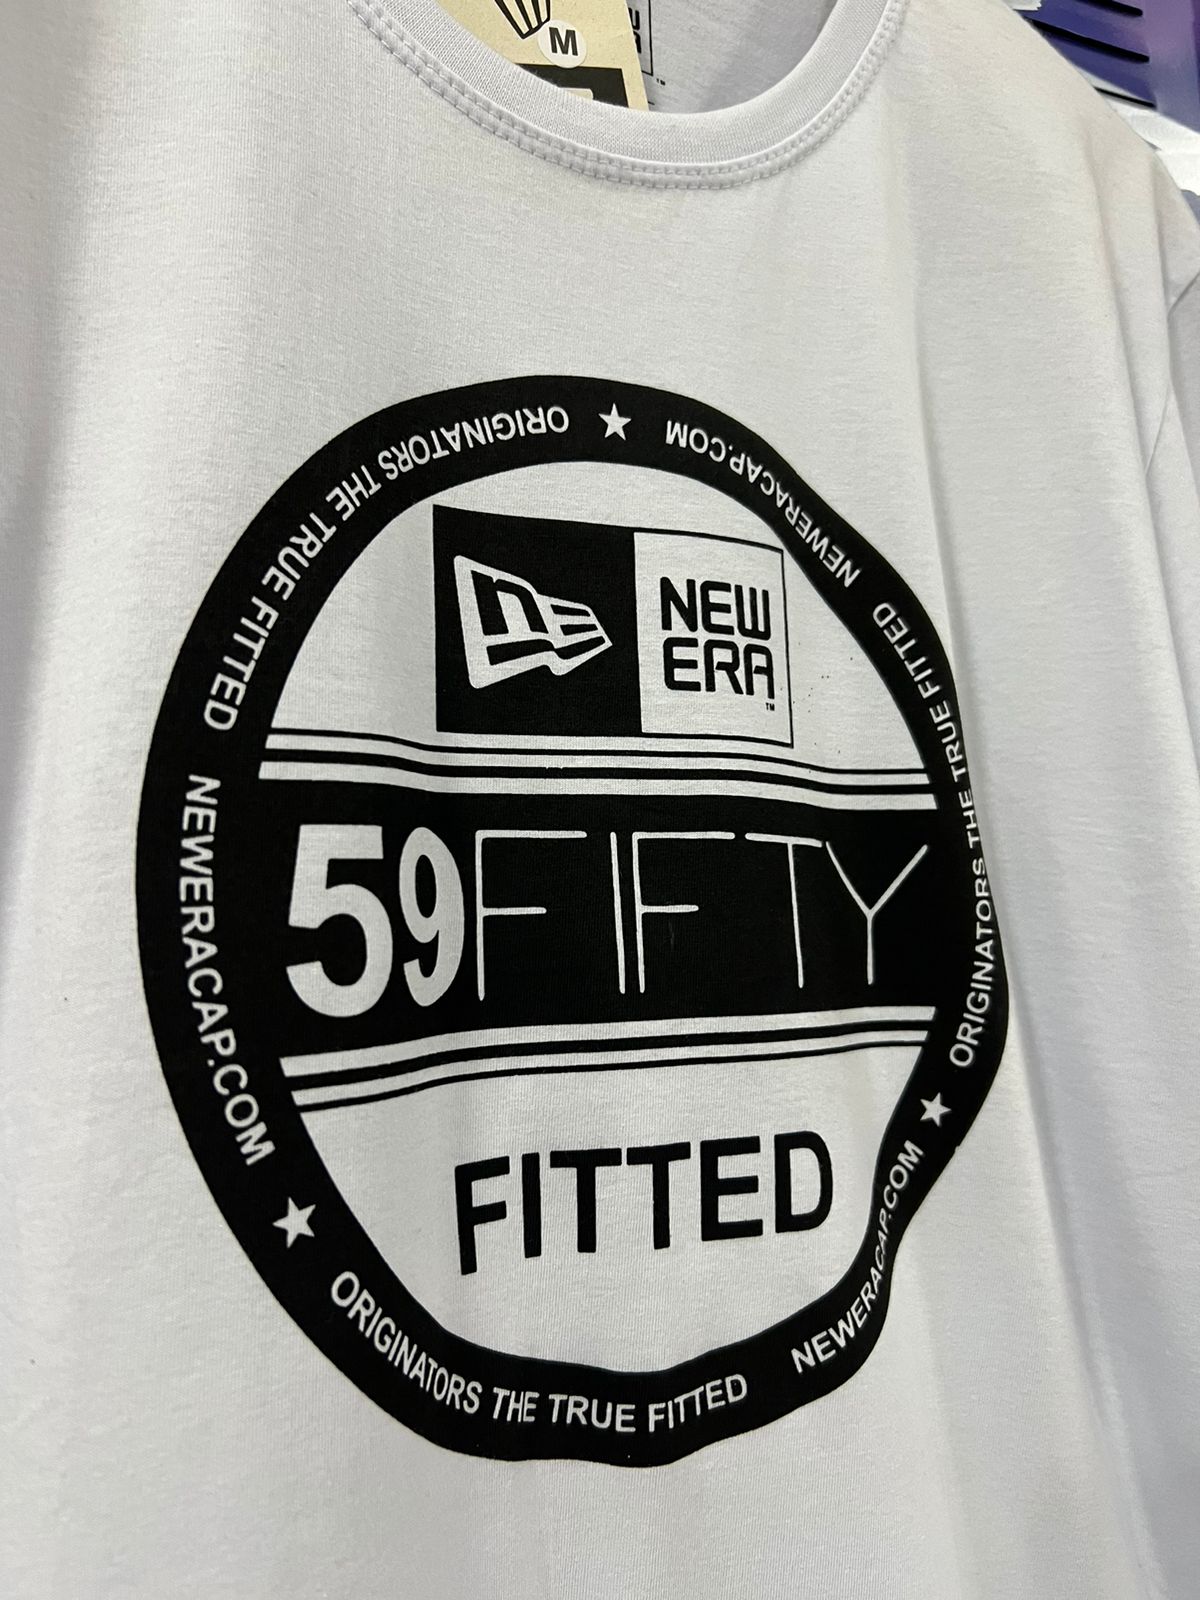 M
NEW
ERA
™
59FIFTY
FITTED
ORIGINATORS THE TRUE FITTED
NEWERACAP.COM
ORIGINATORS THE TRUE FITTED
NEWERACAP.COM
ORIGINATORS THE TRUE FITTED
NEWERACAP.COM